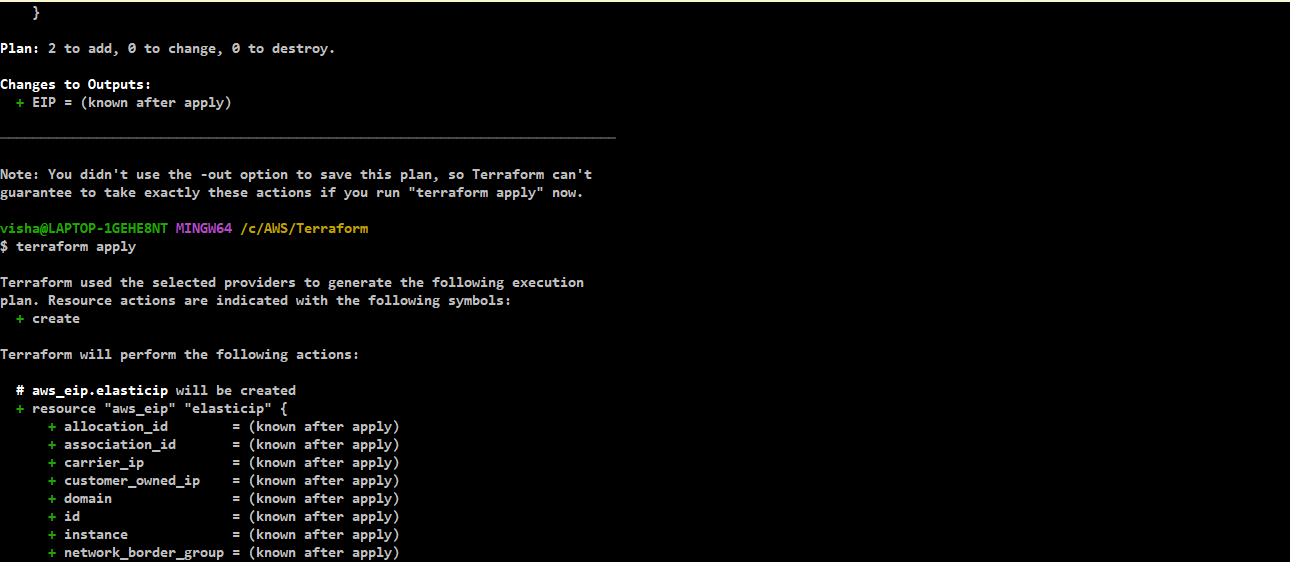 }

Plan: 2 to add, 0 to change, 0 to destroy.

Changes to Outputs:
  + EIP = (known after apply)

Note: You didn't use the -out option to save this plan, so Terraform can't
guarantee to take exactly these actions if you run "terraform apply" now.

visha@LAPTOP-1GEHE8NT MINGW64 /c/AWS/Terraform
$ terraform apply

Terraform used the selected providers to generate the following execution
plan. Resource actions are indicated with the following symbols:
  + create

Terraform will perform the following actions:

  # aws_eip.elasticip will be created
  + resource "aws_eip" "elasticip" {
      + allocation_id        = (known after apply)
      + association_id       = (known after apply)
      + carrier_ip           = (known after apply)
      + customer_owned_ip    = (known after apply)
      + domain               = (known after apply)
      + id                   = (known after apply)
      + instance             = (known after apply)
      + network_border_group = (known after apply)